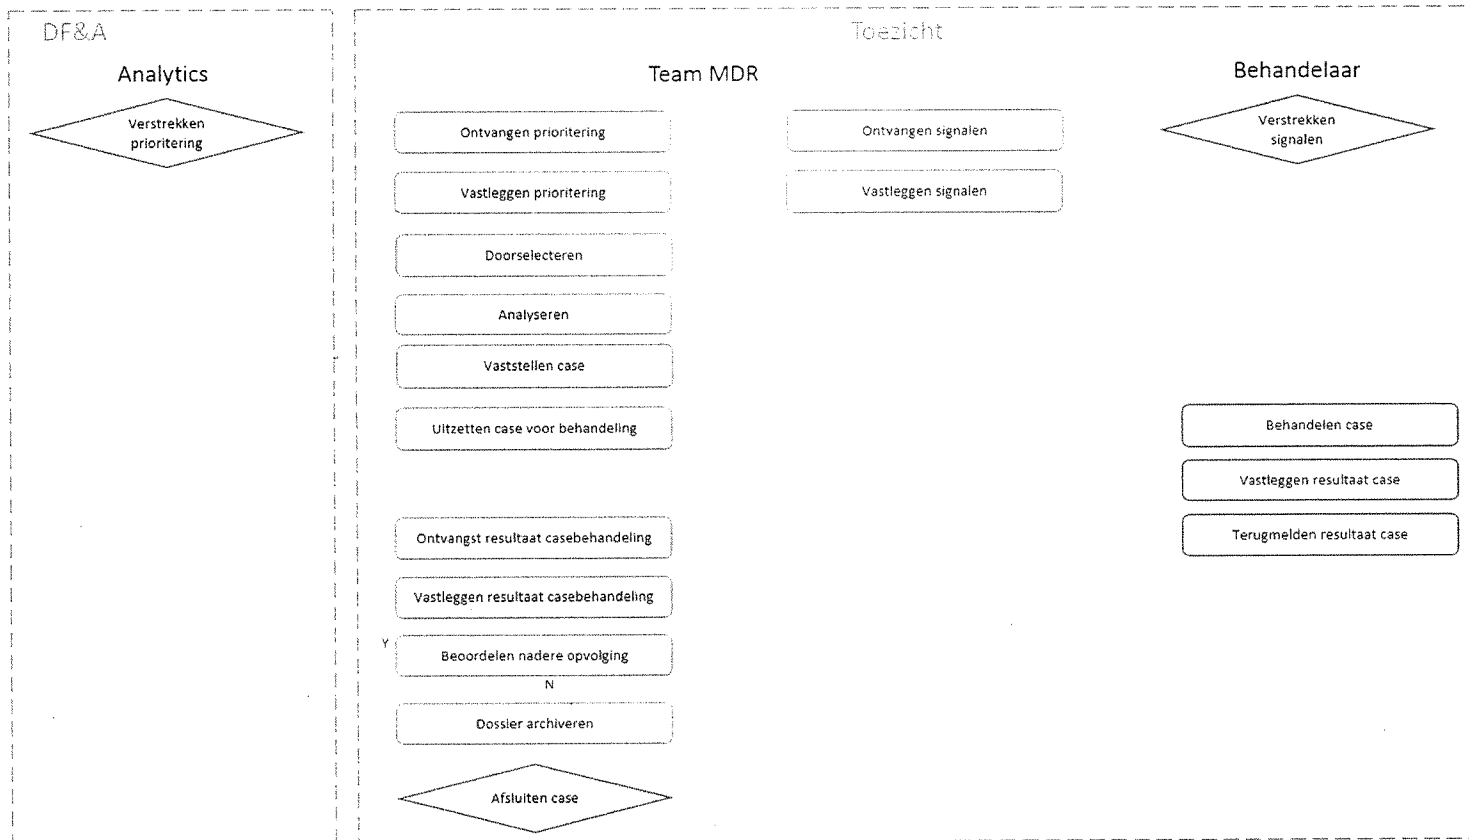 DF&A
Toezicht
Analytics
Team MDR
Behandelaar
Verstrekken
prioritering
Ontvangen prioritering
Ontvangen signalen
Verstrekken
signalen
Vastleggen prioritering
Vastleggen signalen
Doorselecteren
Analyseren
Vaststellen case
Uitzetten case voor behandeling
Behandelen case
Vastleggen resultaat case
Terugmelden resultaat case
Ontvangst resultaat casebehandeling
Vastleggen resultaat casebehandeling
Y
Beoordelen nadere opvolging
N
Dossier archiveren
Afsluiten case